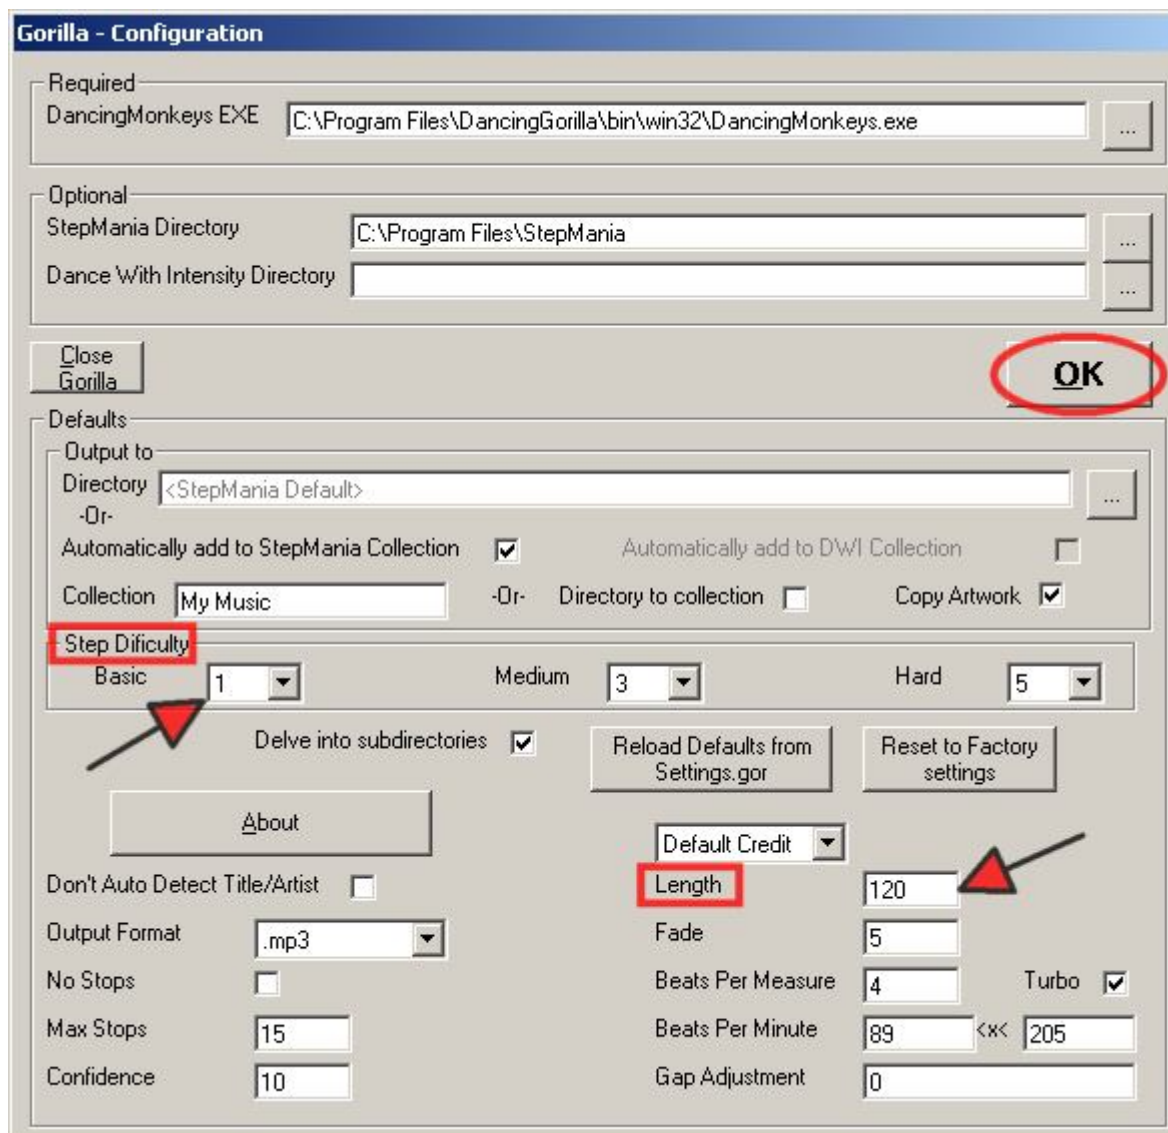 Gorilla - Configuration
Required
DancingMonkeys EXE C:\Program Files\DancingGorilla\bin\win32\DancingMonkeys.exe ...
Optional
StepMania Directory C:\Program Files\StepMania ...
Dance With Intensity Directory ...
Close
Gorilla
OK
Defaults
Output to
Directory <StepMania Default> ...
-Or-
Automatically add to StepMania Collection Automatically add to DWI Collection
Collection My Music -Or- Directory to collection Copy Artwork
Step Dificulty
Basic 1 Medium 3 Hard 5
Delve into subdirectories
Reload Defaults from
Settings.gor
Reset to Factory
settings
About
Default Credit
Don't Auto Detect Title/Artist Length 120
Output Format .mp3 Fade 5
No Stops Beats Per Measure 4 Turbo
Max Stops 15 Beats Per Minute 89 <x< 205
Confidence 10 Gap Adjustment 0